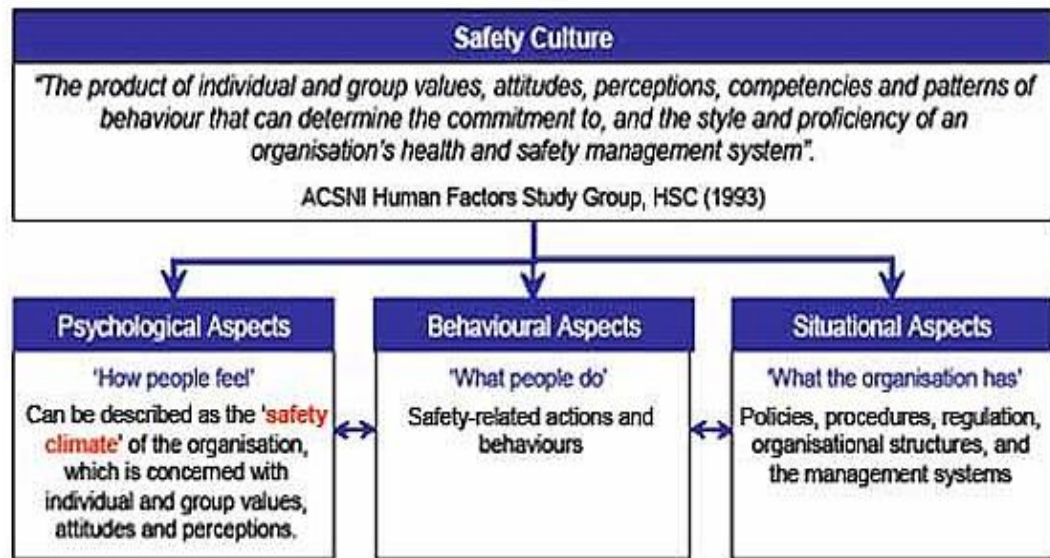 Safety Culture
"The product of individual and group values, attitudes, perceptions, competencies and patterns of
behaviour that can determine the commitment to, and the style and proficiency of an
organisation's health and safety management system".
ACSNI Human Factors Study Group, HSC (1993)
Psychological Aspects
'How people feel'
Can be described as the 'safety
climate' of the organisation,
which is concerned with
individual and group values,
attitudes and perceptions.
Behavioural Aspects
'What people do'
Safety-related actions and
behaviours
Situational Aspects
'What the organisation has'
Policies, procedures, regulation,
organisational structures, and
the management systems